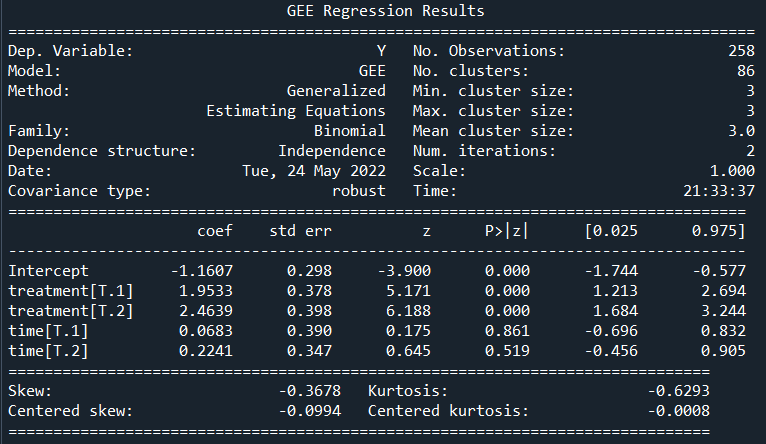 GEE Regression Results
==============================================================================
Dep. Variable:                      Y   No. Observations:                  258
Model:                            GEE   No. clusters:                       86
Method:                   Generalized   Min. cluster size:                   3
                 Estimating Equations   Max. cluster size:                   3
Family:                      Binomial   Mean cluster size:                 3.0
Dependence structure:    Independence   Num. iterations:                     2
Date:                Tue, 24 May 2022   Scale:                           1.000
Covariance type:               robust   Time:                         21:33:37
==============================================================================
                     coef    std err          z      P>|z|      [0.025      0.975]
----------------------------------------------------------------------------------
Intercept         -1.1607      0.298     -3.900      0.000      -1.744      -0.577
treatment[T.1]     1.9533      0.378      5.171      0.000       1.213       2.694
treatment[T.2]     2.4639      0.398      6.188      0.000       1.684       3.244
time[T.1]          0.0683      0.390      0.175      0.861      -0.696       0.832
time[T.2]          0.2241      0.347      0.645      0.519      -0.456       0.905
==============================================================================
Skew:                         -0.3678   Kurtosis:                      -0.6293
Centered skew:                -0.0994   Centered kurtosis:             -0.0008
==============================================================================